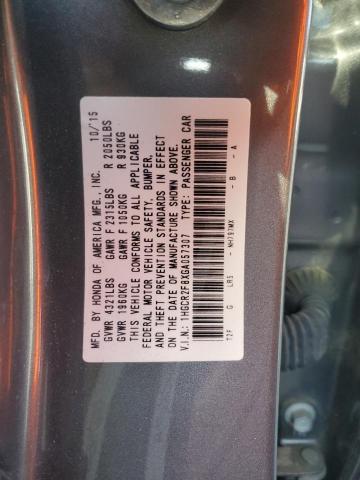 MFD. BY HONDA OF AMERICA MFG., INC. 10/15
GVWR 4321LBS GAWR F 2315LBS R 2050LBS
GVWR 1960KG GAWR F 1050KG R 930KG
THIS VEHICLE CONFORMS TO ALL APPLICABLE
FEDERAL MOTOR VEHICLE SAFETY, BUMPER,
AND THEFT PREVENTION STANDARDS IN EFFECT
ON THE DATE OF MANUFACTURE SHOWN ABOVE.
V.I.N.: 1HGCR2F8XGA057307 TYPE: PASSENGER CAR
T2F G LR5 - NH797MX - B - A